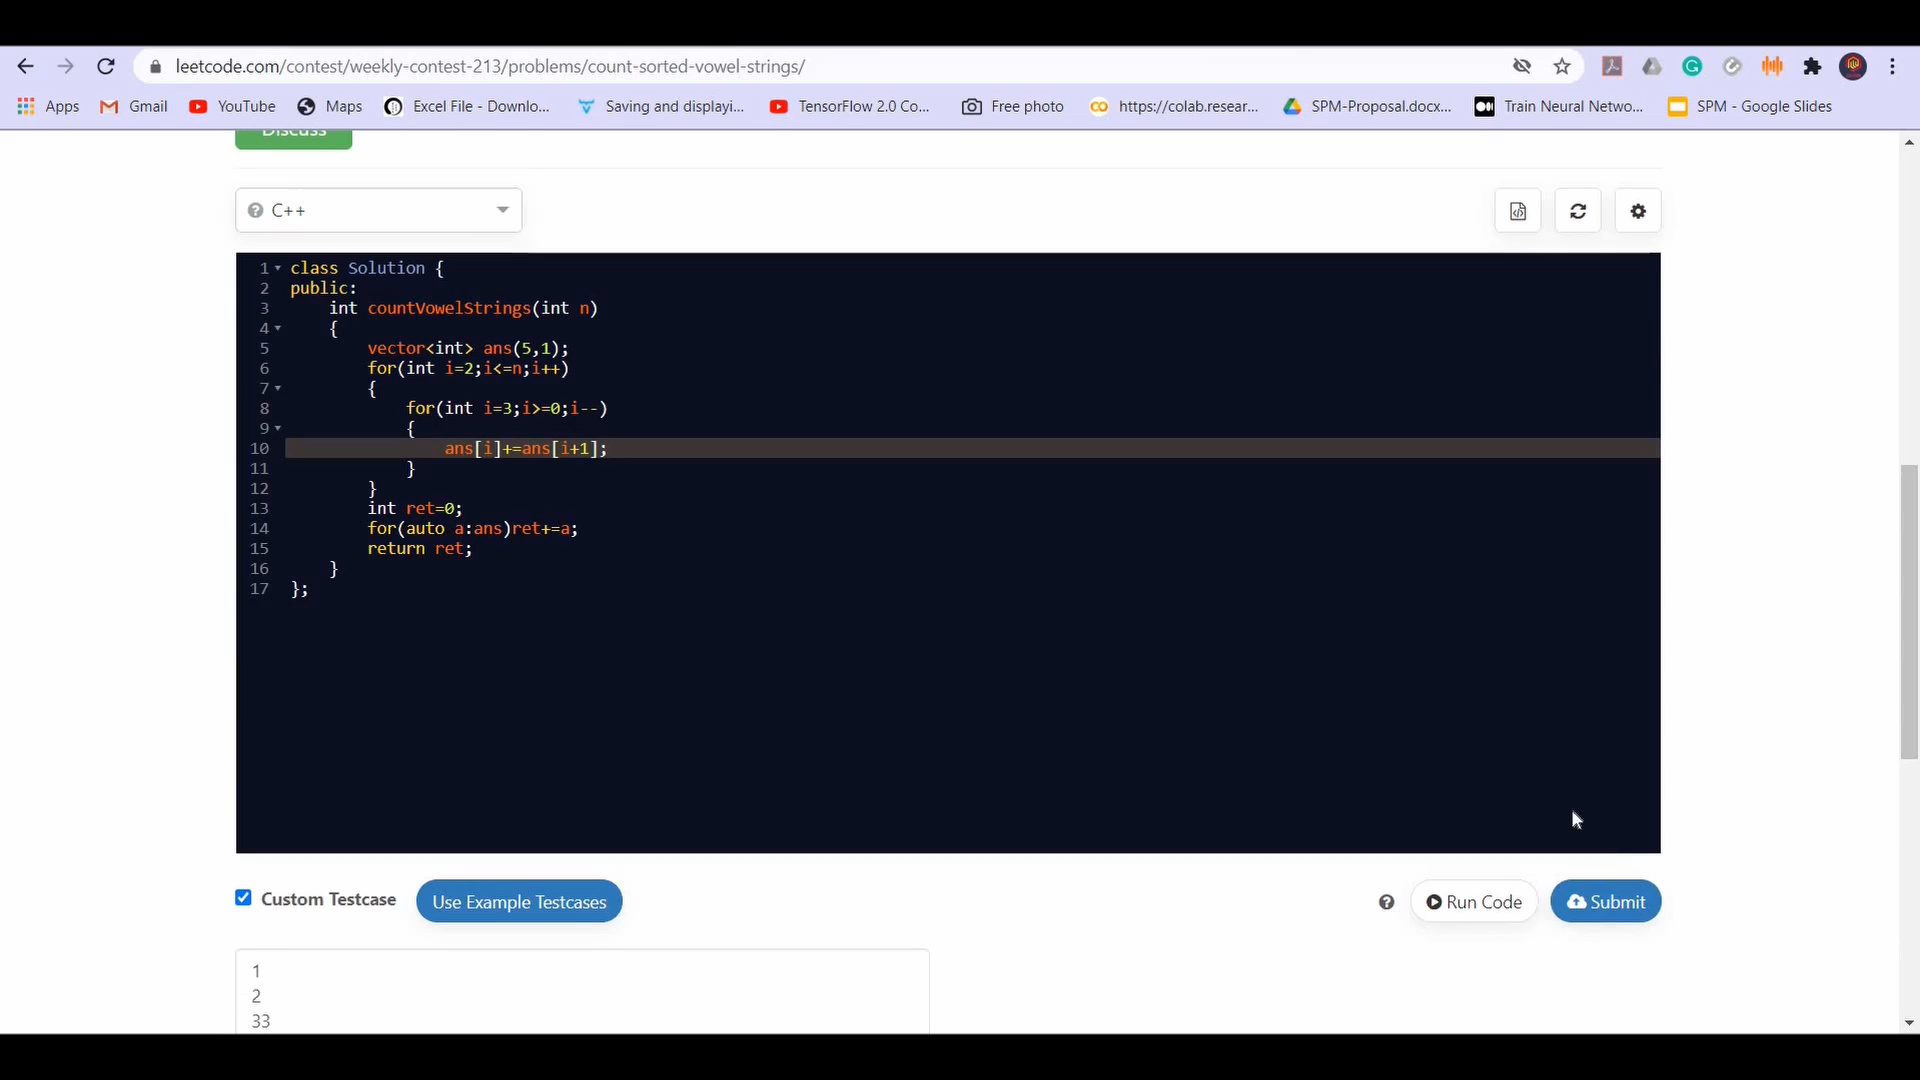 leetcode.com/contest/weekly-contest-213/problems/count-sorted-vowel-strings/
Apps Gmail YouTube Maps Excel File - Downlo... Saving and displayi... TensorFlow 2.0 Co... Free photo https://colab.resear... SPM-Proposal.docx... Train Neural Netwo... SPM - Google Slides
Discuss
C++
1 class Solution {
2 public:
3     int countVowelStrings(int n)
4     {
5         vector<int> ans(5,1);
6         for(int i=2;i<=n;i++)
7         {
8             for(int i=3;i>=0;i--)
9             {
10                 ans[i]+=ans[i+1];
11             }
12         }
13         int ret=0;
14         for(auto a:ans)ret+=a;
15         return ret;
16     }
17 };
Custom Testcase Use Example Testcases Run Code Submit
1
2
33